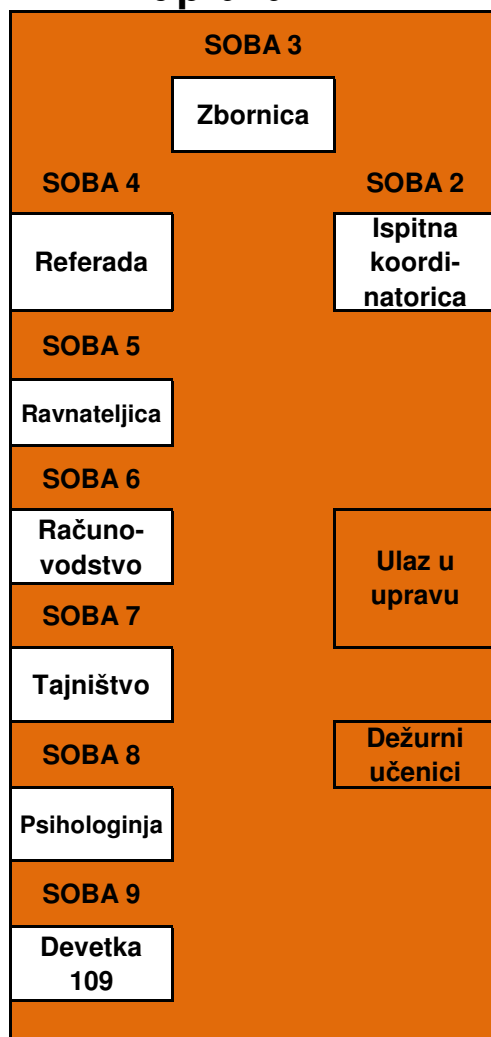 SOBA 3
Zbornica
SOBA 4
SOBA 2
Referada
Ispitna
koordi-
natorica
SOBA 5
Ravnateljica
SOBA 6
Računo-
vodstvo
Ulaz u
upravu
SOBA 7
Tajništvo
Dežurni
učenici
SOBA 8
Psihologinja
SOBA 9
Devetka
109